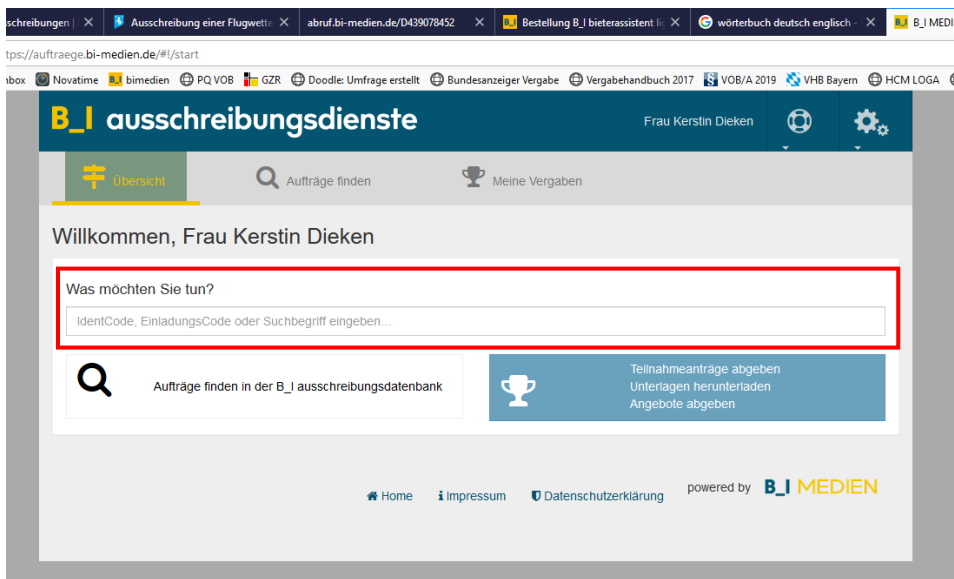 schreibungen |
Ausschreibung einer Flugwette
abruf.bi-medien.de/D439078452
Bestellung B_I bieterassistent lic
wörterbuch deutsch englisch -
B_I MEDI
tps://auftraege.bi-medien.de/#!/start
box Novatime bimedien PQ VOB GZR Doodle: Umfrage erstellt Bundesanzeiger Vergabe Vergabehandbuch 2017 VOB/A 2019 VHB Bayern HCM LOGA
B_I ausschreibungsdienste
Frau Kerstin Dieken
Übersicht
Aufträge finden
Meine Vergaben
Willkommen, Frau Kerstin Dieken
Was möchten Sie tun?
IdentCode, EinladungsCode oder Suchbegriff eingeben...
Aufträge finden in der B_I ausschreibungsdatenbank
Teilnahmeanträge abgeben
Unterlagen herunterladen
Angebote abgeben
Home
Impressum
Datenschutzerklärung
powered by B_I MEDIEN